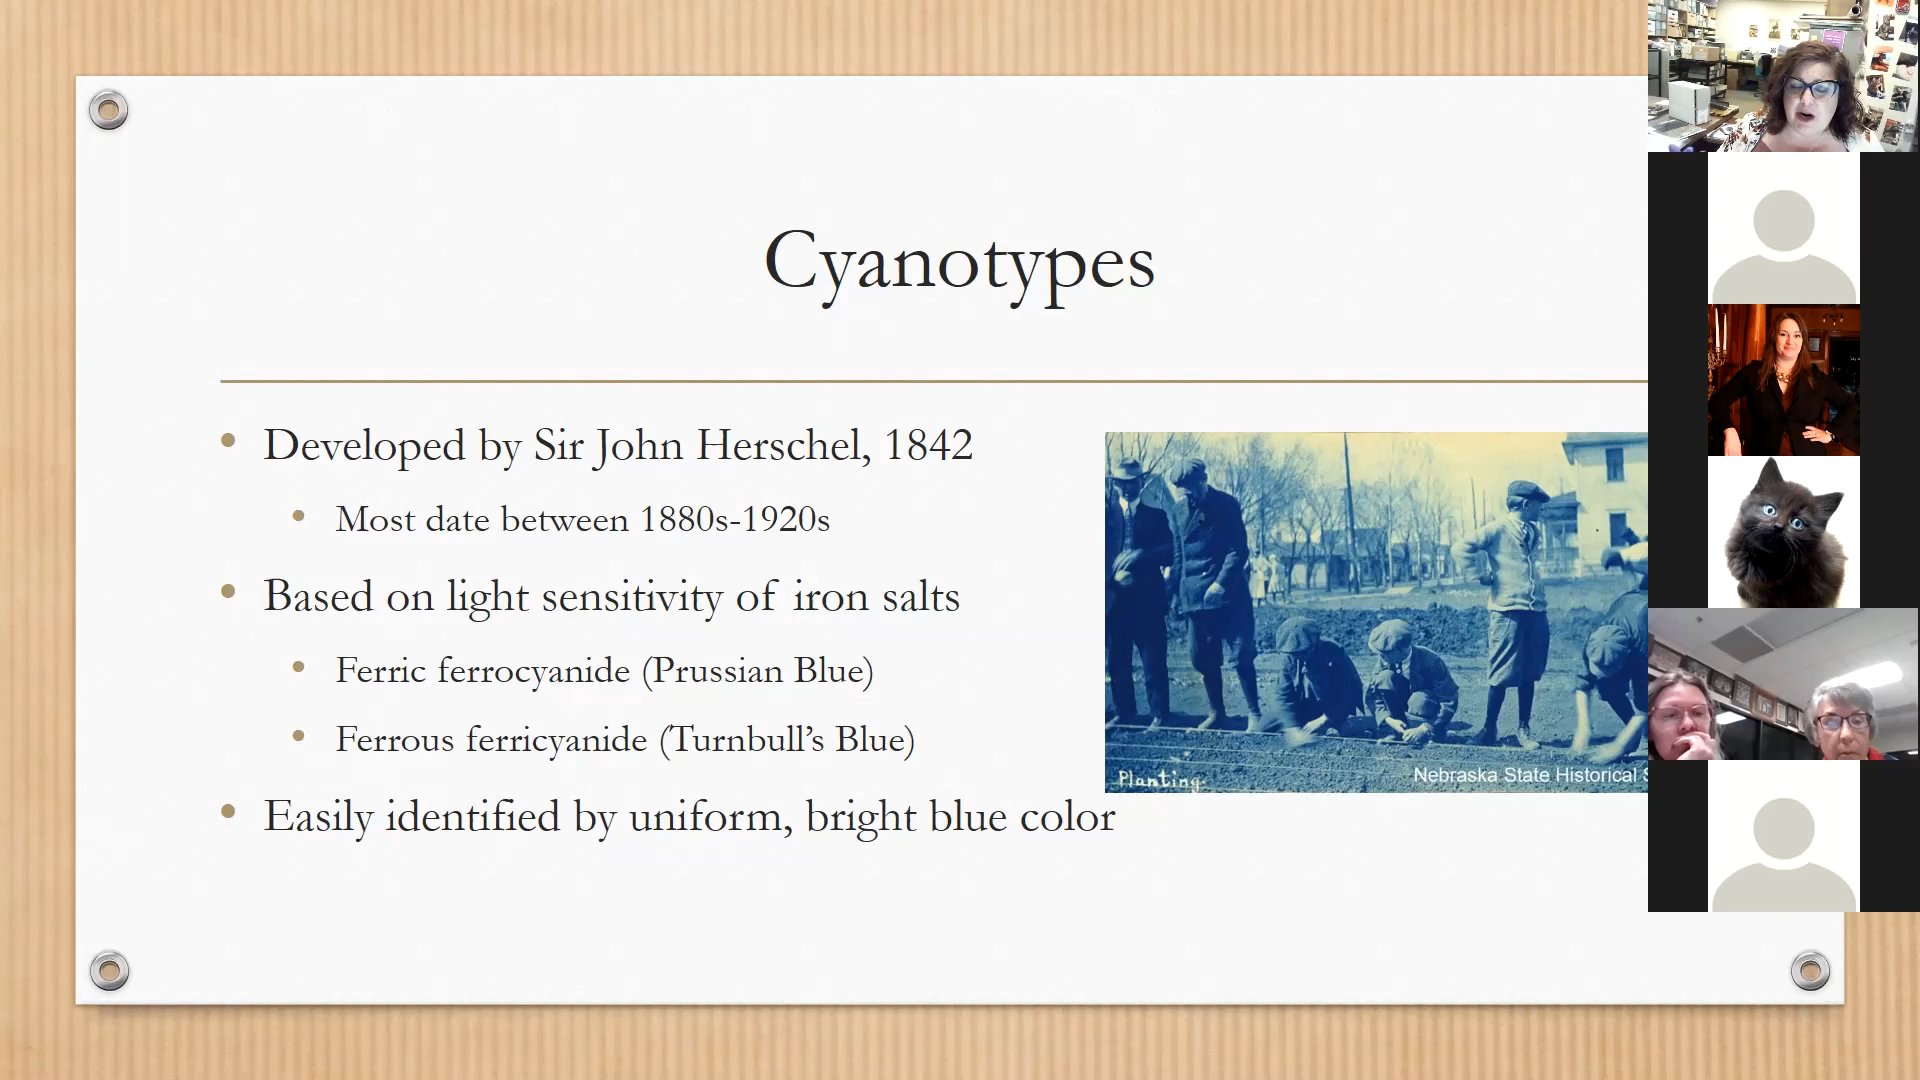 Cyanotypes
Developed by Sir John Herschel, 1842
Most date between 1880s-1920s
Based on light sensitivity of iron salts
Ferric ferrocyanide (Prussian Blue)
Ferrous ferricyanide (Turnbull’s Blue)
Easily identified by uniform, bright blue color
Planting.
Nebraska State Historical